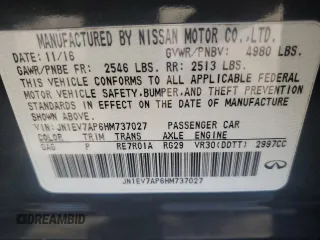 MANUFACTURED BY NISSAN MOTOR CO.,LTD.
DATE: 11/16 GVWR/PNBV: 4980 LBS.
GAWR/PNBE FR: 2546 LBS. RR: 2513 LBS.
THIS VEHICLE CONFORMS TO ALL APPLICABLE FEDERAL
MOTOR VEHICLE SAFETY, BUMPER, AND THEFT PREVENTION
STANDARDS IN EFFECT ON THE DATE OF MANUFACTURE
SHOWN ABOVE.
JN1EV7AP6HM737027 PASSENGER CAR
COLOR TRIM TRANS AXLE ENGINE
P RE7R01A RG29 VR30(DDTT) 2997CC
JN1EV7AP6HM737027